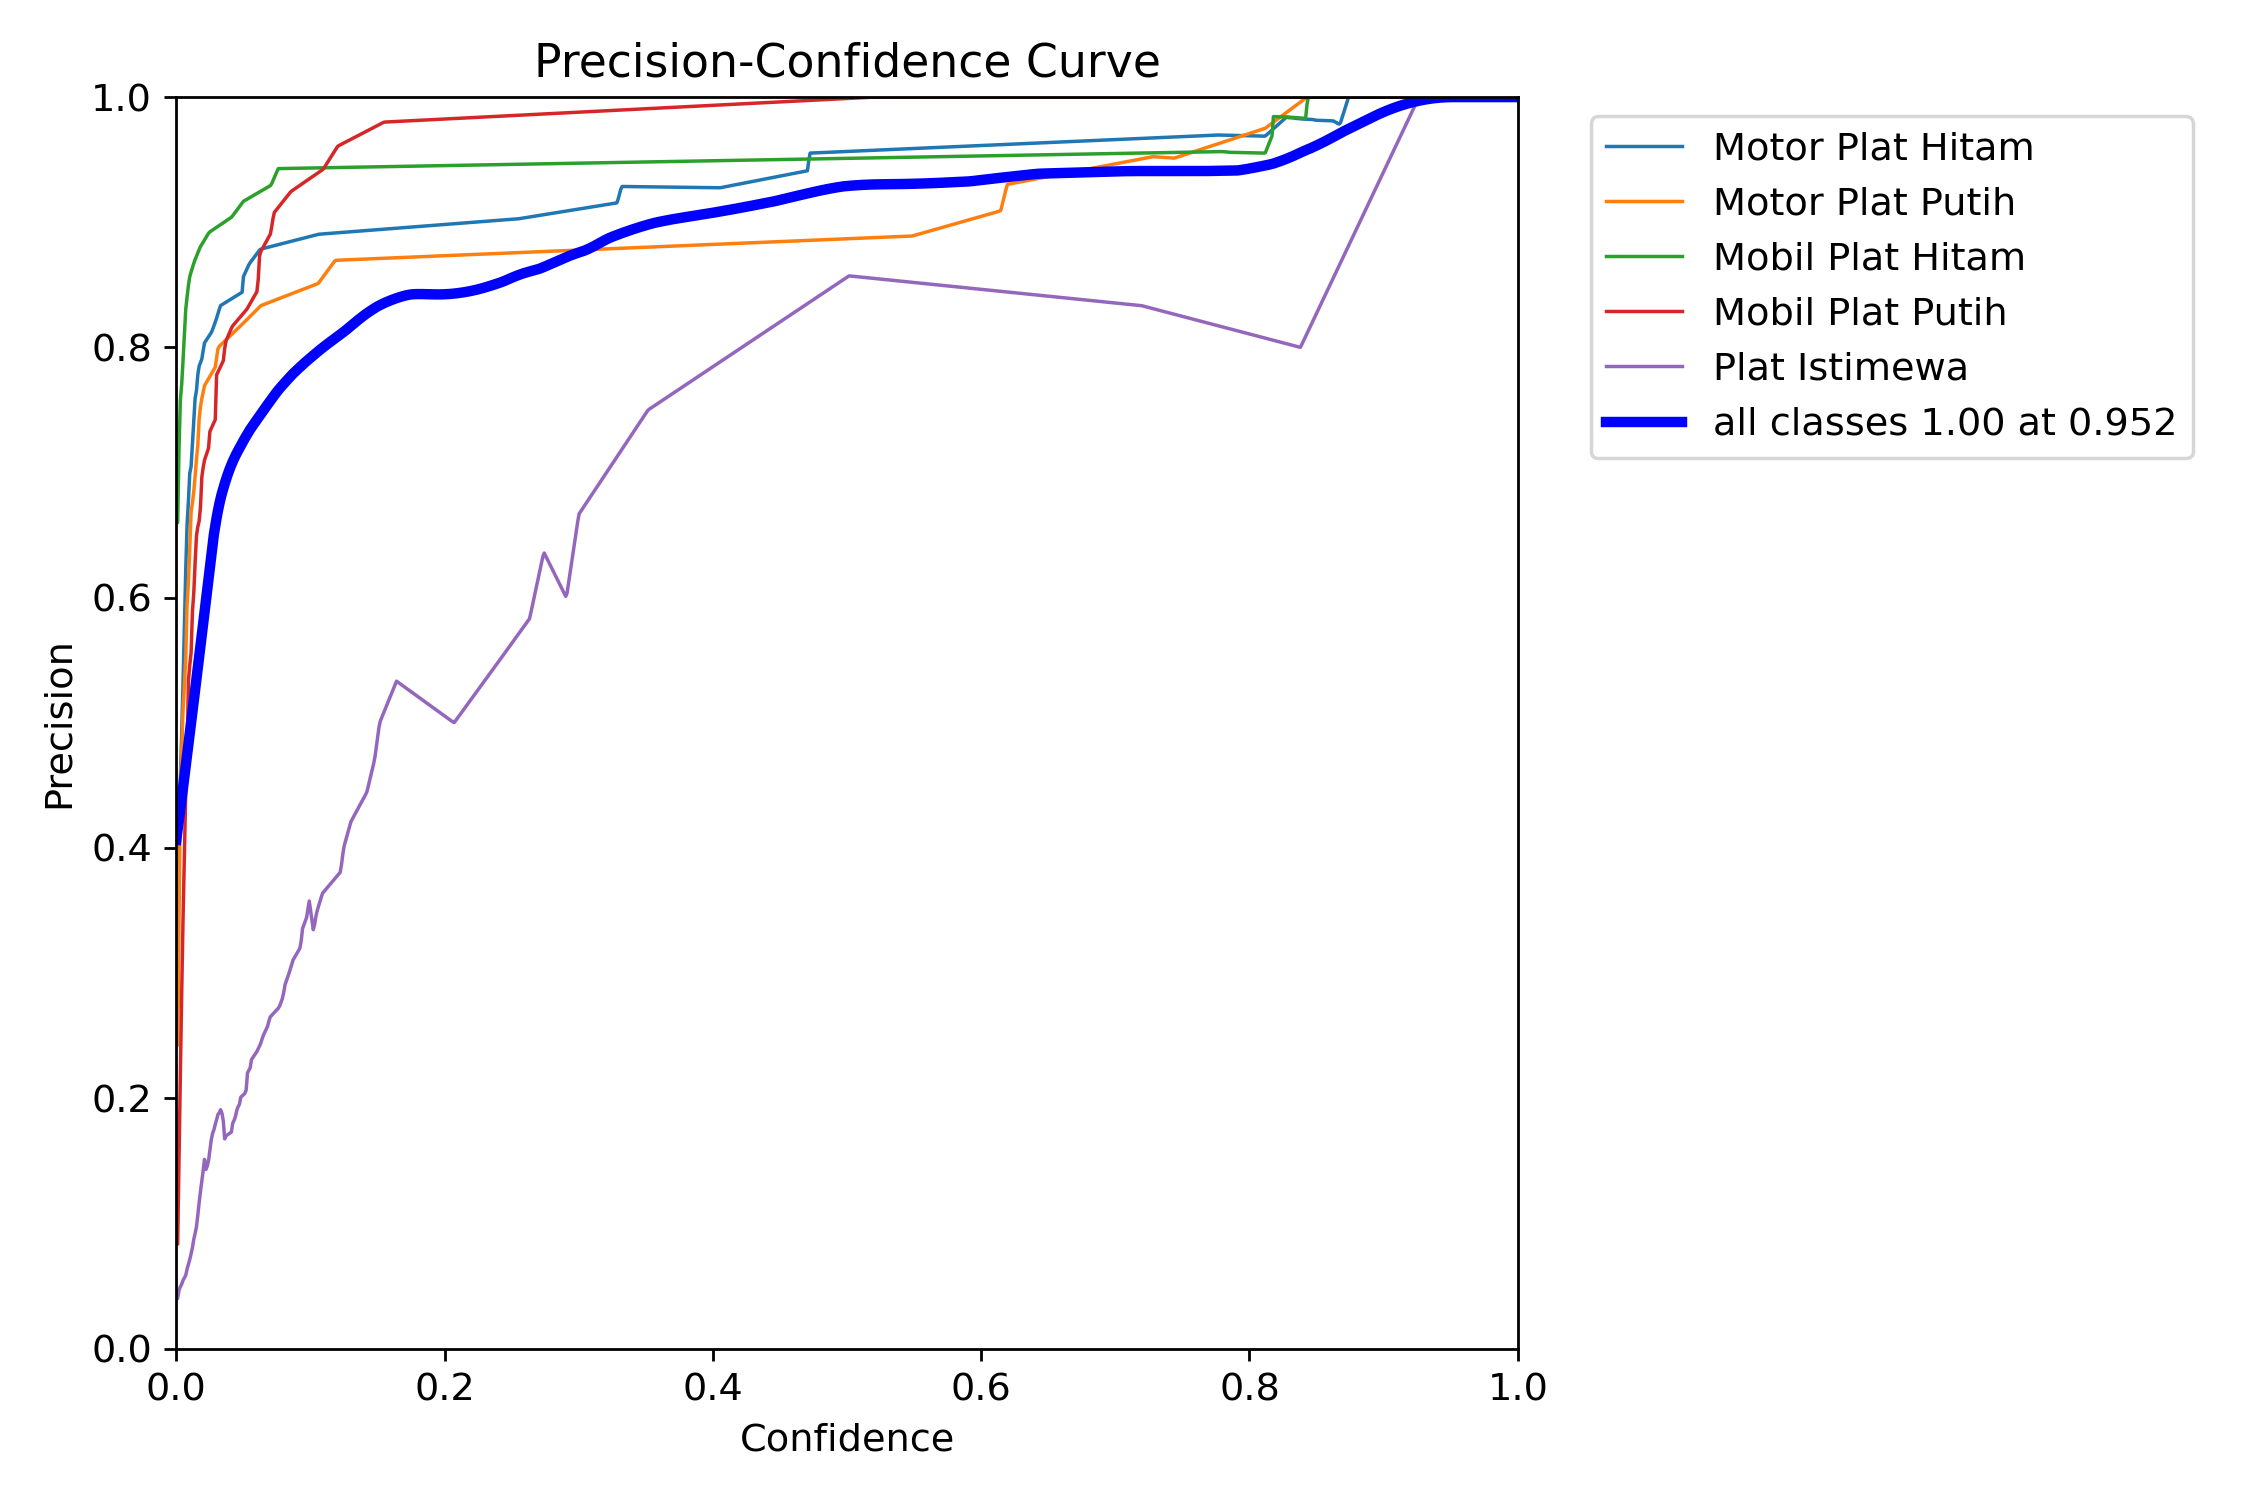 Precision-Confidence Curve
1.0
0.8
0.6
0.4
0.2
0.0
Precision
0.0 0.2 0.4 0.6 0.8 1.0
Confidence
Motor Plat Hitam
Motor Plat Putih
Mobil Plat Hitam
Mobil Plat Putih
Plat Istimewa
all classes 1.00 at 0.952